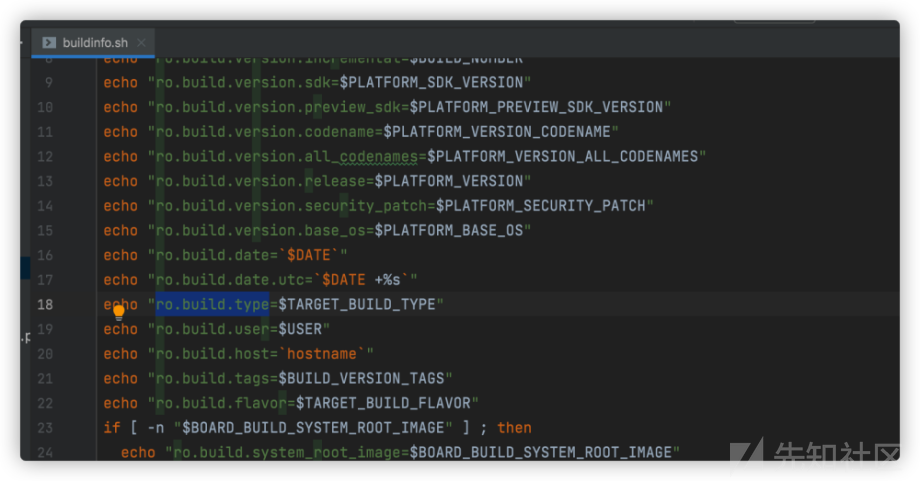 buildinfo.sh
8 echo "ro.build.version.incremental=$BUILD_NUMBER"
9 echo "ro.build.version.sdk=$PLATFORM_SDK_VERSION"
10 echo "ro.build.version.preview_sdk=$PLATFORM_PREVIEW_SDK_VERSION"
11 echo "ro.build.version.codename=$PLATFORM_VERSION_CODENAME"
12 echo "ro.build.version.all_codenames=$PLATFORM_VERSION_ALL_CODENAMES"
13 echo "ro.build.version.release=$PLATFORM_VERSION"
14 echo "ro.build.version.security_patch=$PLATFORM_SECURITY_PATCH"
15 echo "ro.build.version.base_os=$PLATFORM_BASE_OS"
16 echo "ro.build.date=`$DATE`"
17 echo "ro.build.date.utc=`$DATE +%s`"
18 echo "ro.build.type=$TARGET_BUILD_TYPE"
19 echo "ro.build.user=$USER"
20 echo "ro.build.host=`hostname`"
21 echo "ro.build.tags=$BUILD_VERSION_TAGS"
22 echo "ro.build.flavor=$TARGET_BUILD_FLAVOR"
23 if [ -n "$BOARD_BUILD_SYSTEM_ROOT_IMAGE" ] ; then
24 echo "ro.build.system_root_image=$BOARD_BUILD_SYSTEM_ROOT_IMAGE"
.p
先知社区